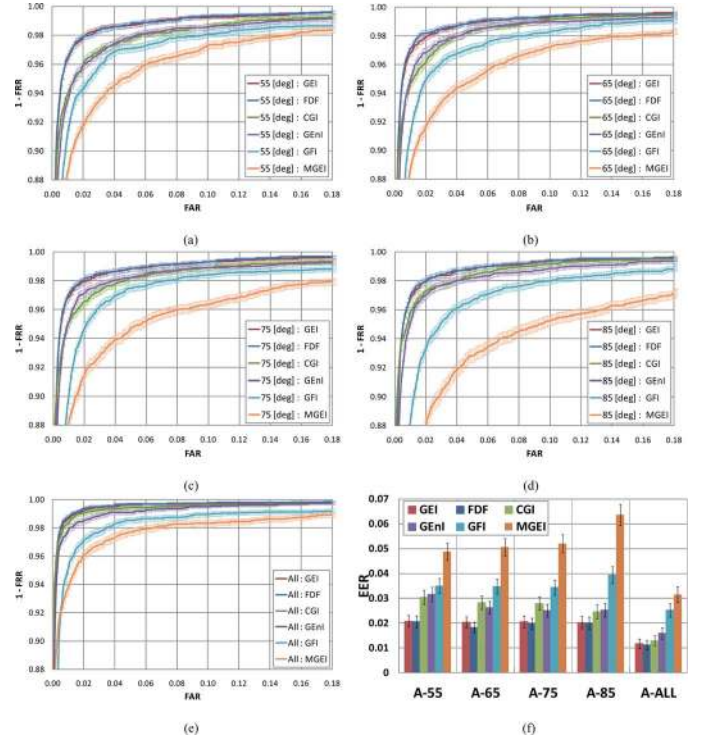 1.00
0.98
0.96
0.94
0.92
0.90
0.88
1 - FRR
55 [deg] : GEI
55 [deg] : FDF
55 [deg] : CGI
55 [deg] : GEnI
55 [deg] : GFI
55 [deg] : MGEI
0.00 0.02 0.04 0.06 0.08 0.10 0.12 0.14 0.16 0.18
FAR
(a)
1.00
0.98
0.96
0.94
0.92
0.90
0.88
1 - FRR
65 [deg] : GEI
65 [deg] : FDF
65 [deg] : CGI
65 [deg] : GEnI
65 [deg] : GFI
65 [deg] : MGEI
0.00 0.02 0.04 0.06 0.08 0.10 0.12 0.14 0.16 0.18
FAR
(b)
1.00
0.98
0.96
0.94
0.92
0.90
0.88
1 - FRR
75 [deg] : GEI
75 [deg] : FDF
75 [deg] : CGI
75 [deg] : GEnI
75 [deg] : GFI
75 [deg] : MGEI
0.00 0.02 0.04 0.06 0.08 0.10 0.12 0.14 0.16 0.18
FAR
(c)
1.00
0.98
0.96
0.94
0.92
0.90
0.88
1 - FRR
85 [deg] : GEI
85 [deg] : FDF
85 [deg] : CGI
85 [deg] : GEnI
85 [deg] : GFI
85 [deg] : MGEI
0.00 0.02 0.04 0.06 0.08 0.10 0.12 0.14 0.16 0.18
FAR
(d)
1.00
0.98
0.96
0.94
0.92
0.90
0.88
1 - FRR
All : GEI
All : FDF
All : CGI
All : GEnI
All : GFI
All : MGEI
0.00 0.02 0.04 0.06 0.08 0.10 0.12 0.14 0.16 0.18
FAR
(e)
0.07
0.06
0.05
0.04
0.03
0.02
0.01
0
EER
GEI FDF CGI
GEnI GFI MGEI
A-55 A-65 A-75 A-85 A-ALL
(f)